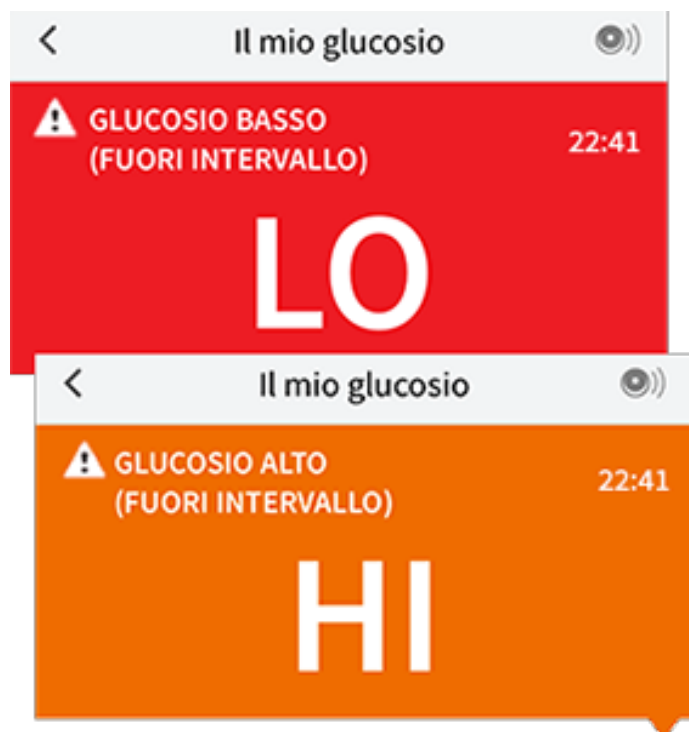 Il mio glucosio
GLUCOSIO BASSO
(FUORI INTERVALLO)
22:41
LO
Il mio glucosio
GLUCOSIO ALTO
(FUORI INTERVALLO)
22:41
HI